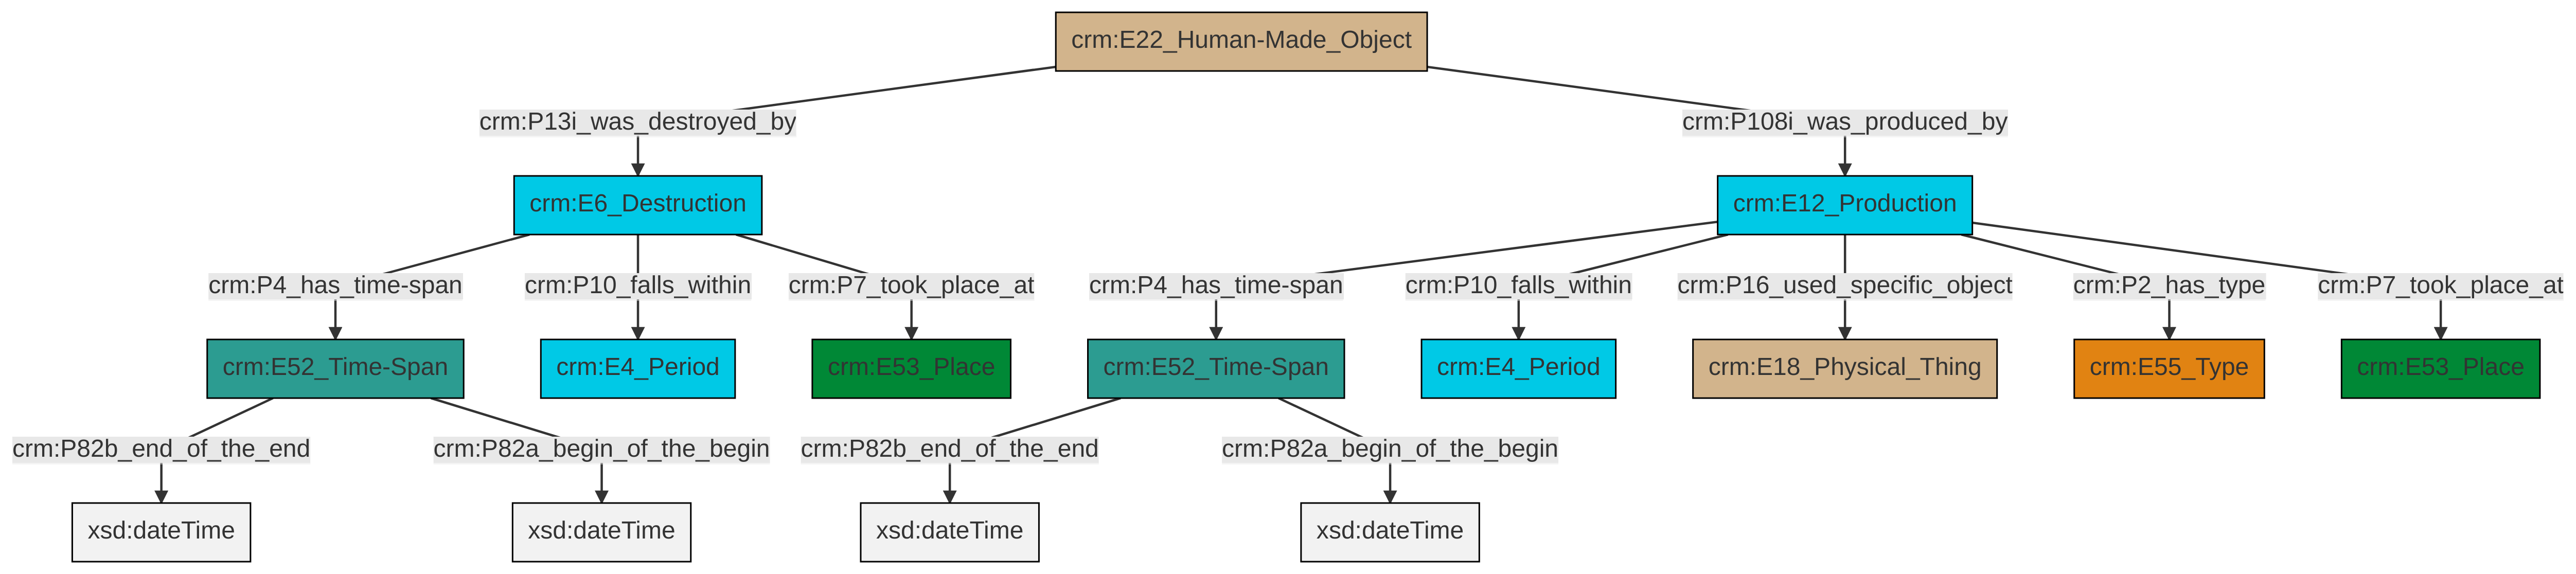 crm:E22_Human-Made_Object
crm:P13i_was_destroyed_by
crm:P108i_was_produced_by
crm:E6_Destruction
crm:E12_Production
crm:P4_has_time-span
crm:P10_falls_within
crm:P7_took_place_at
crm:P4_has_time-span
crm:P10_falls_within
crm:P16_used_specific_object
crm:P2_has_type
crm:P7_took_place_at
crm:E52_Time-Span
crm:E4_Period
crm:E53_Place
crm:E52_Time-Span
crm:E4_Period
crm:E18_Physical_Thing
crm:E55_Type
crm:E53_Place
crm:P82b_end_of_the_end
crm:P82a_begin_of_the_begin
crm:P82b_end_of_the_end
crm:P82a_begin_of_the_begin
xsd:dateTime
xsd:dateTime
xsd:dateTime
xsd:dateTime